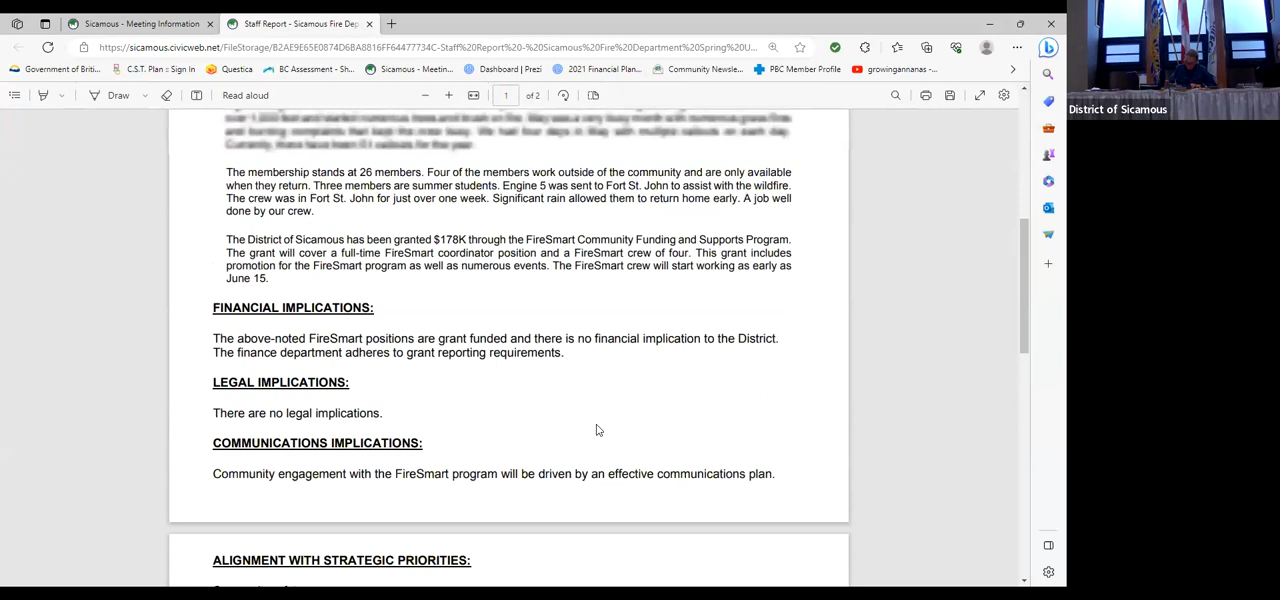 Sicamous - Meeting Information
Staff Report - Sicamous Fire Dep
https://sicamous.civicweb.net/FileStorage/B2AE9E65E0874D6BA8816FF64477734C-Staff%20Report%20-%20Sicamous%20Fire%20Department%20Spring%20U...
Government of Briti...
C.S.T. Plan :: Sign In
Questica
BC Assessment - Sh...
Sicamous - Meetin...
Dashboard | Prezi
2021 Financial Plan...
Community Newsle...
PBC Member Profile
growingannanas -...
Draw
Read aloud
1
of 2
District of Sicamous
The membership stands at 26 members. Four of the members work outside of the community and are only available
when they return. Three members are summer students. Engine 5 was sent to Fort St. John to assist with the wildfire.
The crew was in Fort St. John for just over one week. Significant rain allowed them to return home early. A job well
done by our crew.
The District of Sicamous has been granted $178K through the FireSmart Community Funding and Supports Program.
The grant will cover a full-time FireSmart coordinator position and a FireSmart crew of four. This grant includes
promotion for the FireSmart program as well as numerous events. The FireSmart crew will start working as early as
June 15.
FINANCIAL IMPLICATIONS:
The above-noted FireSmart positions are grant funded and there is no financial implication to the District.
The finance department adheres to grant reporting requirements.
LEGAL IMPLICATIONS:
There are no legal implications.
COMMUNICATIONS IMPLICATIONS:
Community engagement with the FireSmart program will be driven by an effective communications plan.
ALIGNMENT WITH STRATEGIC PRIORITIES: